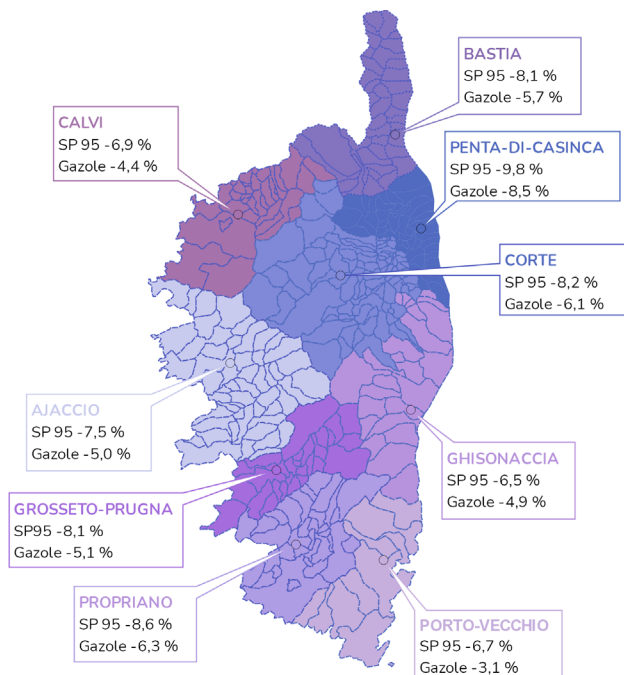 BASTIA
SP 95 -8,1 %
Gazole -5,7 %
CALVI
SP 95 -6,9 %
Gazole -4,4 %
PENTA-DI-CASINCA
SP 95 -9,8 %
Gazole -8,5 %
CORTE
SP 95 -8,2 %
Gazole -6,1 %
AJACCIO
SP 95 -7,5 %
Gazole -5,0 %
GHISONACCIA
SP 95 -6,5 %
Gazole -4,9 %
GROSSETO-PRUGNA
SP95 -8,1 %
Gazole -5,1 %
PROPRIANO
SP 95 -8,6 %
Gazole -6,3 %
PORTO-VECCHIO
SP 95 -6,7 %
Gazole -3,1 %